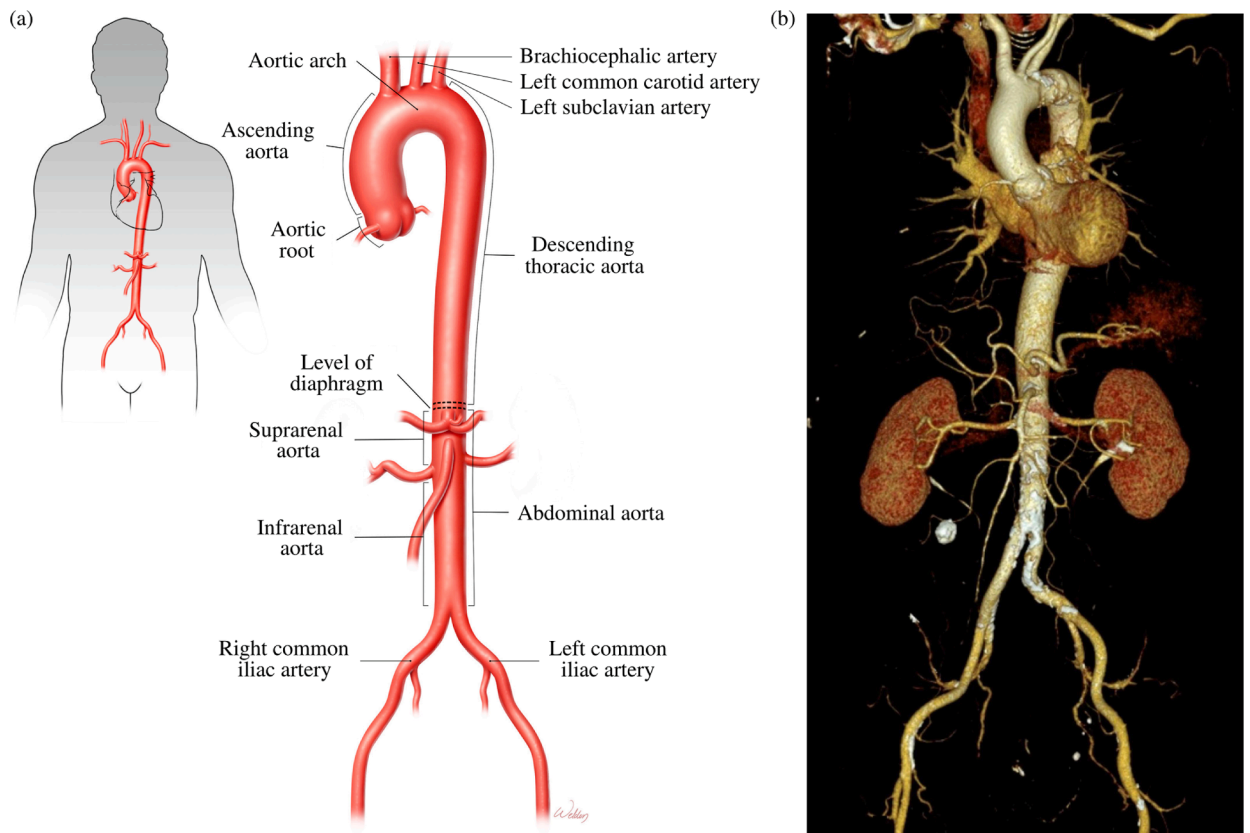 (a)
(b)
Aortic arch
Brachiocephalic artery
Left common carotid artery
Left subclavian artery
Ascending
aorta
Aortic
root
Descending
thoracic aorta
Level of
diaphragm
Suprarenal
aorta
Infrarenal
aorta
Abdominal aorta
Right common
iliac artery
Left common
iliac artery